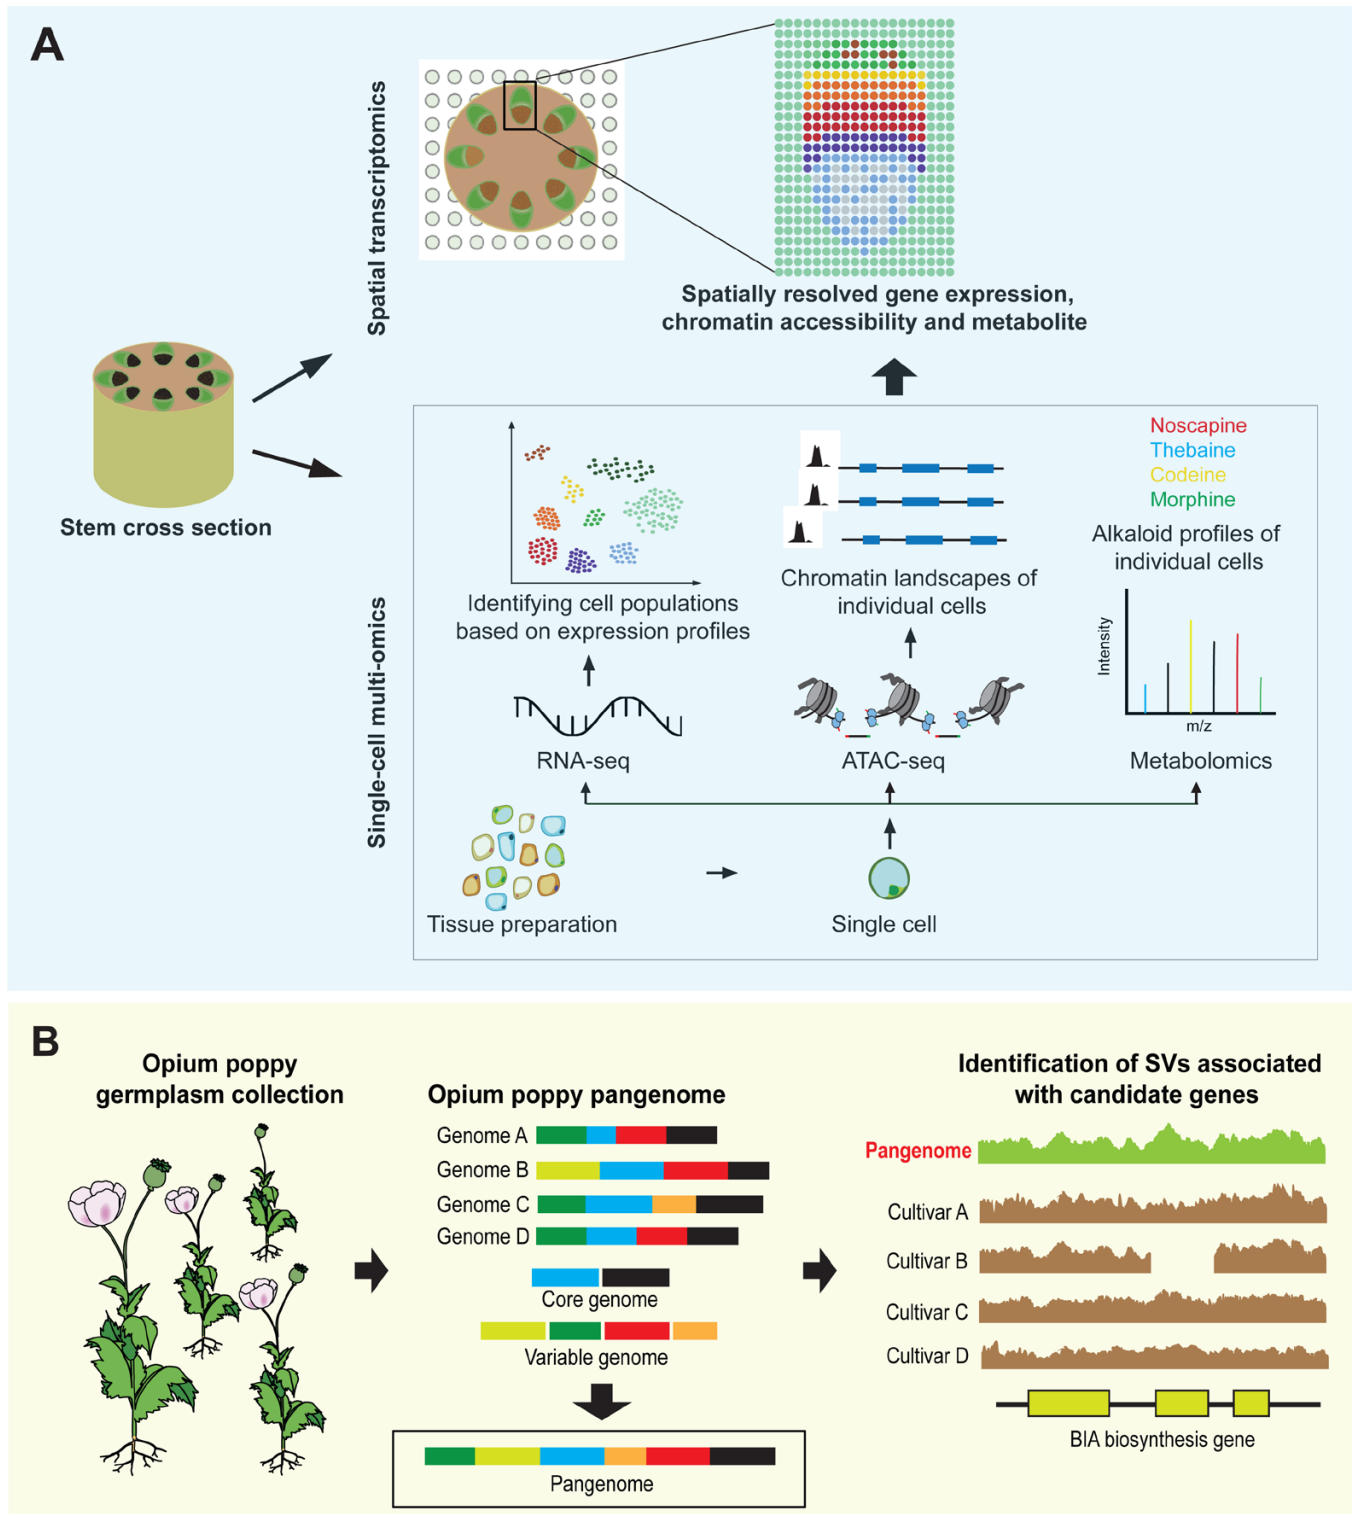 A
Spatial transcriptomics
Spatially resolved gene expression,
chromatin accessibility and metabolite
Stem cross section
Single-cell multi-omics
Noscapine
Thebaine
Codeine
Morphine
Alkaloid profiles of
individual cells
Chromatin landscapes of
individual cells
Identifying cell populations
based on expression profiles
Intensity
m/z
RNA-seq
ATAC-seq
Metabolomics
Tissue preparation
Single cell
B
Opium poppy
germplasm collection
Opium poppy pangenome
Genome A
Genome B
Genome C
Genome D
Core genome
Variable genome
Pangenome
Identification of SVs associated
with candidate genes
Pangenome
Cultivar A
Cultivar B
Cultivar C
Cultivar D
BIA biosynthesis gene